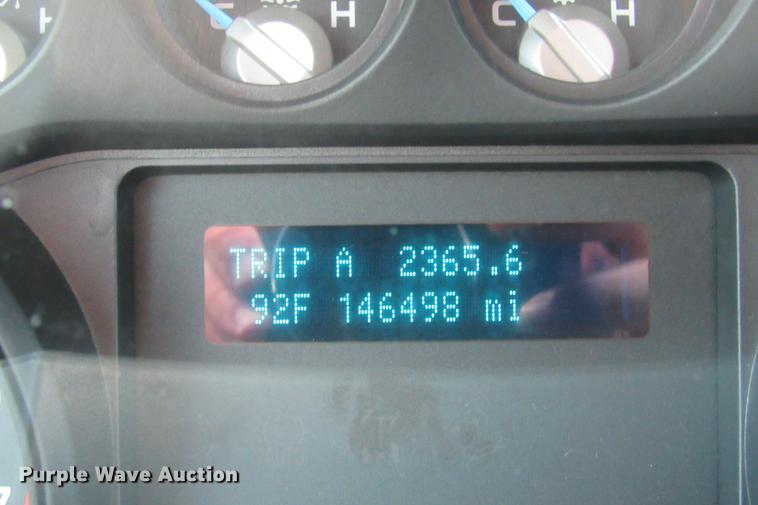 H
C H
C H
TRIP A 2365.6
92F 146498 mi
Purple Wave Auction